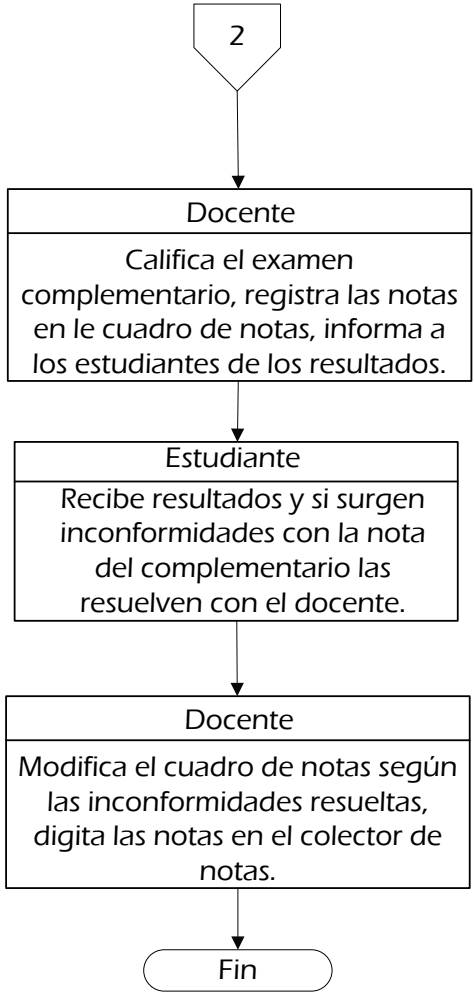 2
Docente
Califica el examen
complementario, registra las notas
en le cuadro de notas, informa a
los estudiantes de los resultados.
Estudiante
Recibe resultados y si surgen
inconformidades con la nota
del complementario las
resuelven con el docente.
Docente
Modifica el cuadro de notas según
las inconformidades resueltas,
digita las notas en el colector de
notas.
Fin